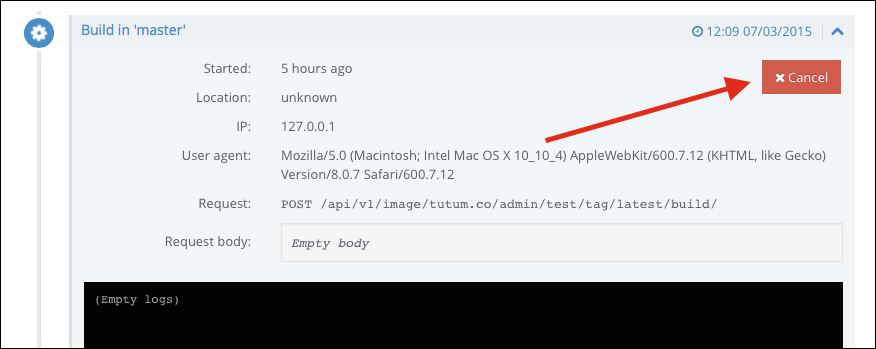 Build in 'master'
12:09 07/03/2015
Started: 5 hours ago
Cancel
Location: unknown
IP: 127.0.0.1
User agent: Mozilla/5.0 (Macintosh; Intel Mac OS X 10_10_4) AppleWebKit/600.7.12 (KHTML, like Gecko)
Version/8.0.7 Safari/600.7.12
Request: POST /api/v1/image/tutum.co/admin/test/tag/latest/build/
Request body: Empty body
(Empty logs)